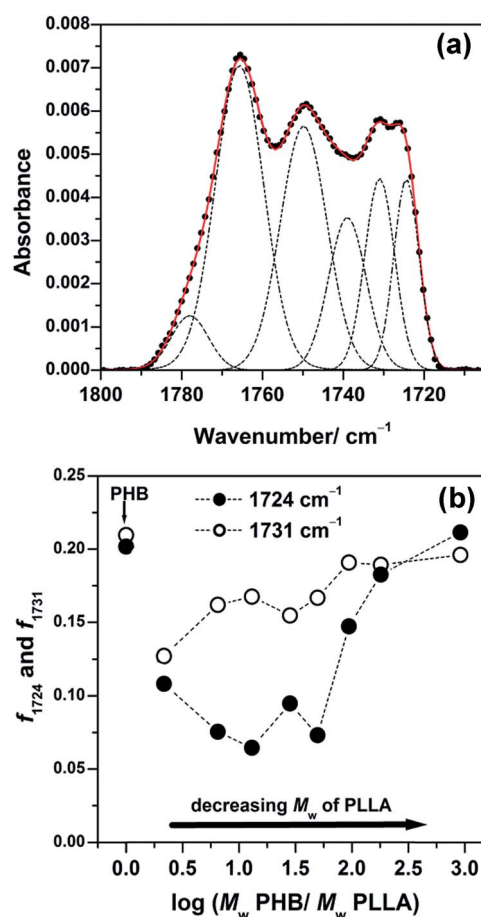 0.008
(a)
0.007
0.006
0.005
0.004
0.003
0.002
0.001
0.000
Absorbance
1800 1780 1760 1740 1720
Wavenumber/ cm⁻¹
0.25
PHB
1724 cm⁻¹
1731 cm⁻¹
(b)
0.20
0.15
0.10
0.05
0.00
f₁₇₂₄ and f₁₇₃₁
decreasing Mw of PLLA
0.0 0.5 1.0 1.5 2.0 2.5 3.0
log (Mw PHB/ Mw PLLA)